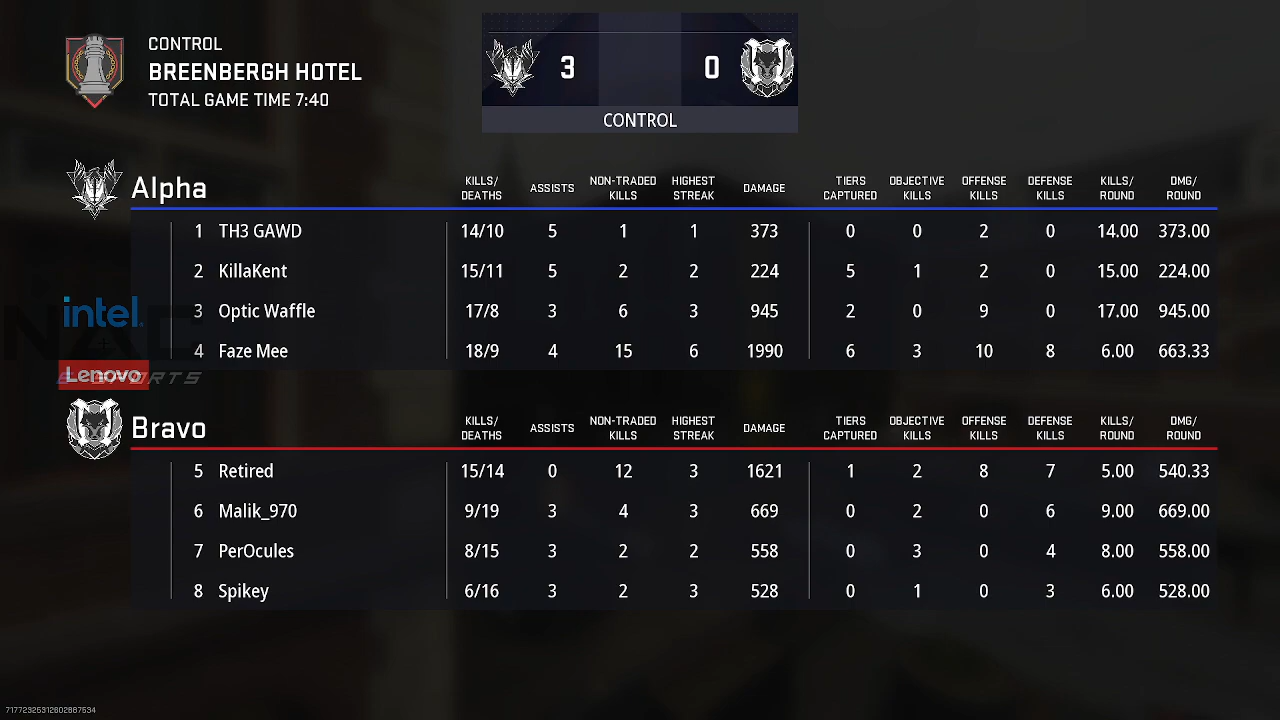 CONTROL
BREENBERGH HOTEL
TOTAL GAME TIME 7:40
3 0
CONTROL
Alpha KILLS/ DEATHS ASSISTS NON-TRADED KILLS HIGHEST STREAK DAMAGE TIERS CAPTURED OBJECTIVE KILLS OFFENSE KILLS DEFENSE KILLS KILLS/ ROUND DMG/ ROUND
1 TH3 GAWD 14/10 5 1 1 373 0 0 2 0 14.00 373.00
2 KillaKent 15/11 5 2 2 224 5 1 2 0 15.00 224.00
3 Optic Waffle 17/8 3 6 3 945 2 0 9 0 17.00 945.00
4 Faze Mee 18/9 4 15 6 1990 6 3 10 8 6.00 663.33
intel.
Lenovo
Bravo KILLS/ DEATHS ASSISTS NON-TRADED KILLS HIGHEST STREAK DAMAGE TIERS CAPTURED OBJECTIVE KILLS OFFENSE KILLS DEFENSE KILLS KILLS/ ROUND DMG/ ROUND
5 Retired 15/14 0 12 3 1621 1 2 8 7 5.00 540.33
6 Malik_970 9/19 3 4 3 669 0 2 0 6 9.00 669.00
7 PerOcules 8/15 3 2 2 558 0 3 0 4 8.00 558.00
8 Spikey 6/16 3 2 3 528 0 1 0 3 6.00 528.00